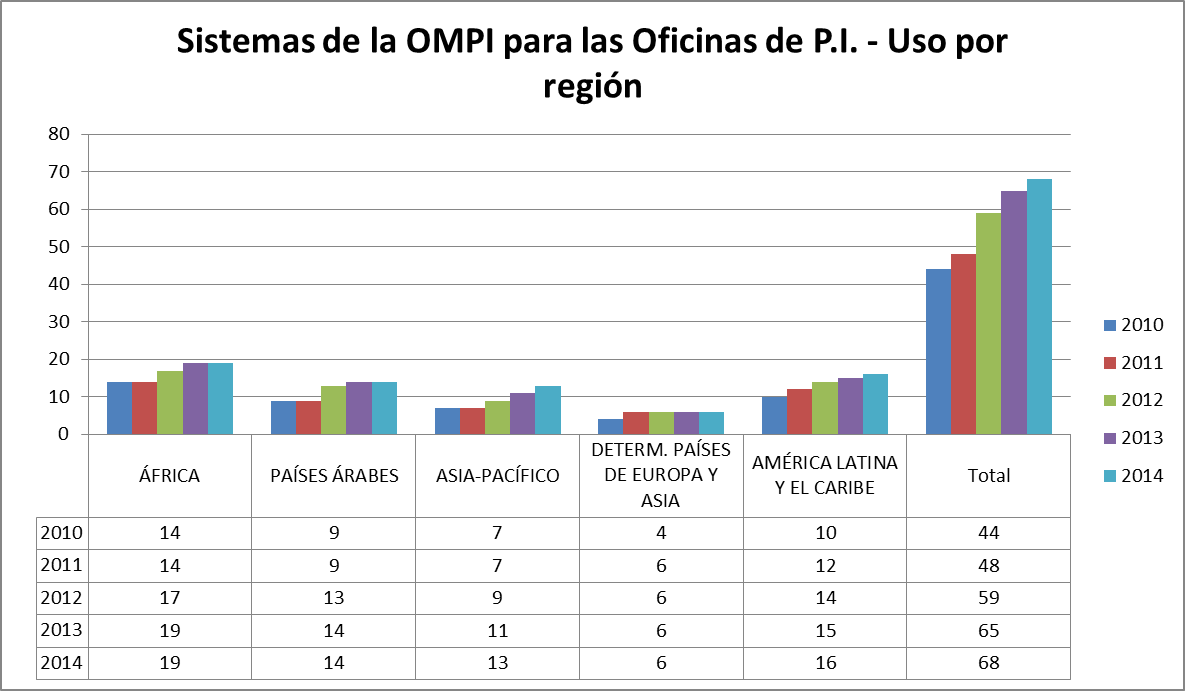 Sistemas de la OMPI para las Oficinas de P.I. - Uso por
región
80
70
60
50
40
30
20
10
0
ÁFRICA
PAÍSES ÁRABES
ASIA-PACÍFICO
DETERM. PAÍSES
DE EUROPA Y
ASIA
AMÉRICA LATINA
Y EL CARIBE
Total
2010 14 9 7 4 10 44
2011 14 9 7 6 12 48
2012 17 13 9 6 14 59
2013 19 14 11 6 15 65
2014 19 14 13 6 16 68
2010
2011
2012
2013
2014